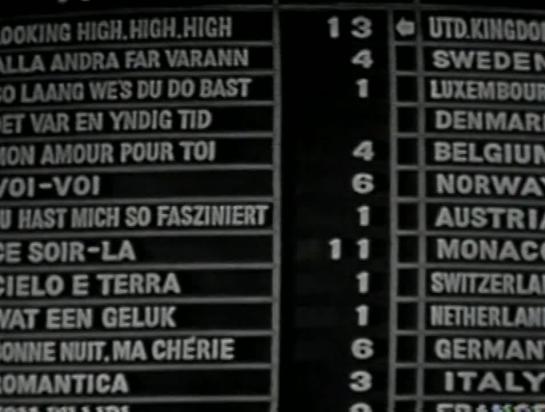 OOKING HIGH.HIGH.HIGH 13 UTD.KINGDO
ALLA ANDRA FAR VARANN 4 SWEDEN
SO LAANG WE'S DU DO BAST 1 LUXEMBOUR
DET VAR EN YNDIG TID DENMAR
MON AMOUR POUR TOI 4 BELGIUM
VOI-VOI 6 NORWAY
U HAST MICH SO FASZINIERT 1 AUSTRIA
CE SOIR-LA 11 MONACO
CIELO E TERRA 1 SWITZERLA
WAT EEN GELUK 1 NETHERLAN
ONNE NUIT.MA CHÉRIE 6 GERMAN
ROMANTICA 3 ITALY